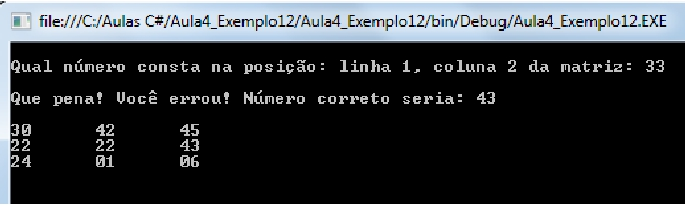 file:///C:/Aulas C#/Aula4_Exemplo12/Aula4_Exemplo12/bin/Debug/Aula4_Exemplo12.EXE
Qual número consta na posição: linha 1, coluna 2 da matriz: 33
Que pena! Você errou! Número correto seria: 43
30 42 45
22 22 43
24 01 06